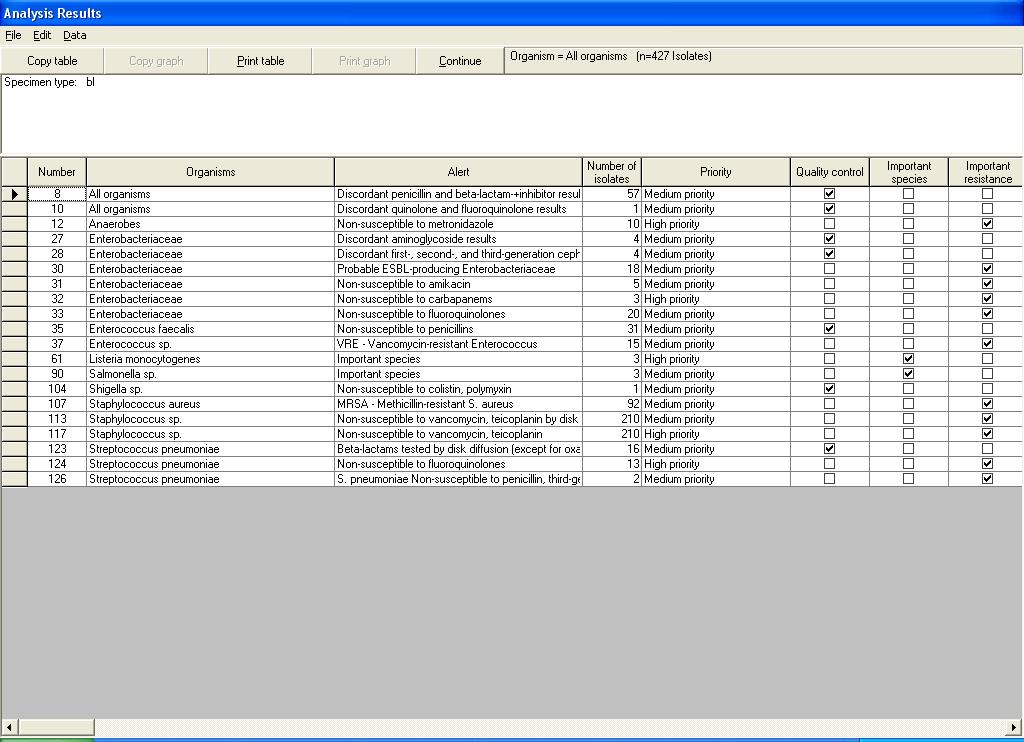 Analysis Results
File Edit Data
Copy table Copy graph Print table Print graph Continue Organism = All organisms (n=427 Isolates)
Specimen type: bl
Number Organisms Alert Number of isolates Priority Quality control Important species Important resistance
8 All organisms Discordant penicillin and beta-lactam-+inhibitor resul 57 Medium priority
10 All organisms Discordant quinolone and fluoroquinolone results 1 Medium priority
12 Anaerobes Non-susceptible to metronidazole 10 High priority
27 Enterobacteriaceae Discordant aminoglycoside results 4 Medium priority
28 Enterobacteriaceae Discordant first-, second-, and third-generation ceph 4 Medium priority
30 Enterobacteriaceae Probable ESBL-producing Enterobacteriaceae 18 Medium priority
31 Enterobacteriaceae Non-susceptible to amikacin 5 Medium priority
32 Enterobacteriaceae Non-susceptible to carbapanems 3 High priority
33 Enterobacteriaceae Non-susceptible to fluoroquinolones 20 Medium priority
35 Enterococcus faecalis Non-susceptible to penicillins 31 Medium priority
37 Enterococcus sp. VRE - Vancomycin-resistant Enterococcus 15 Medium priority
61 Listeria monocytogenes Important species 3 High priority
90 Salmonella sp. Important species 3 Medium priority
104 Shigella sp. Non-susceptible to colistin, polymyxin 1 Medium priority
107 Staphylococcus aureus MRSA - Methicillin-resistant S. aureus 92 Medium priority
113 Staphylococcus sp. Non-susceptible to vancomycin, teicoplanin by disk 210 Medium priority
117 Staphylococcus sp. Non-susceptible to vancomycin, teicoplanin 210 High priority
123 Streptococcus pneumoniae Beta-lactams tested by disk diffusion (except for oxa 16 Medium priority
124 Streptococcus pneumoniae Non-susceptible to fluoroquinolones 13 High priority
126 Streptococcus pneumoniae S. pneumoniae Non-susceptible to penicillin, third-ge 2 Medium priority